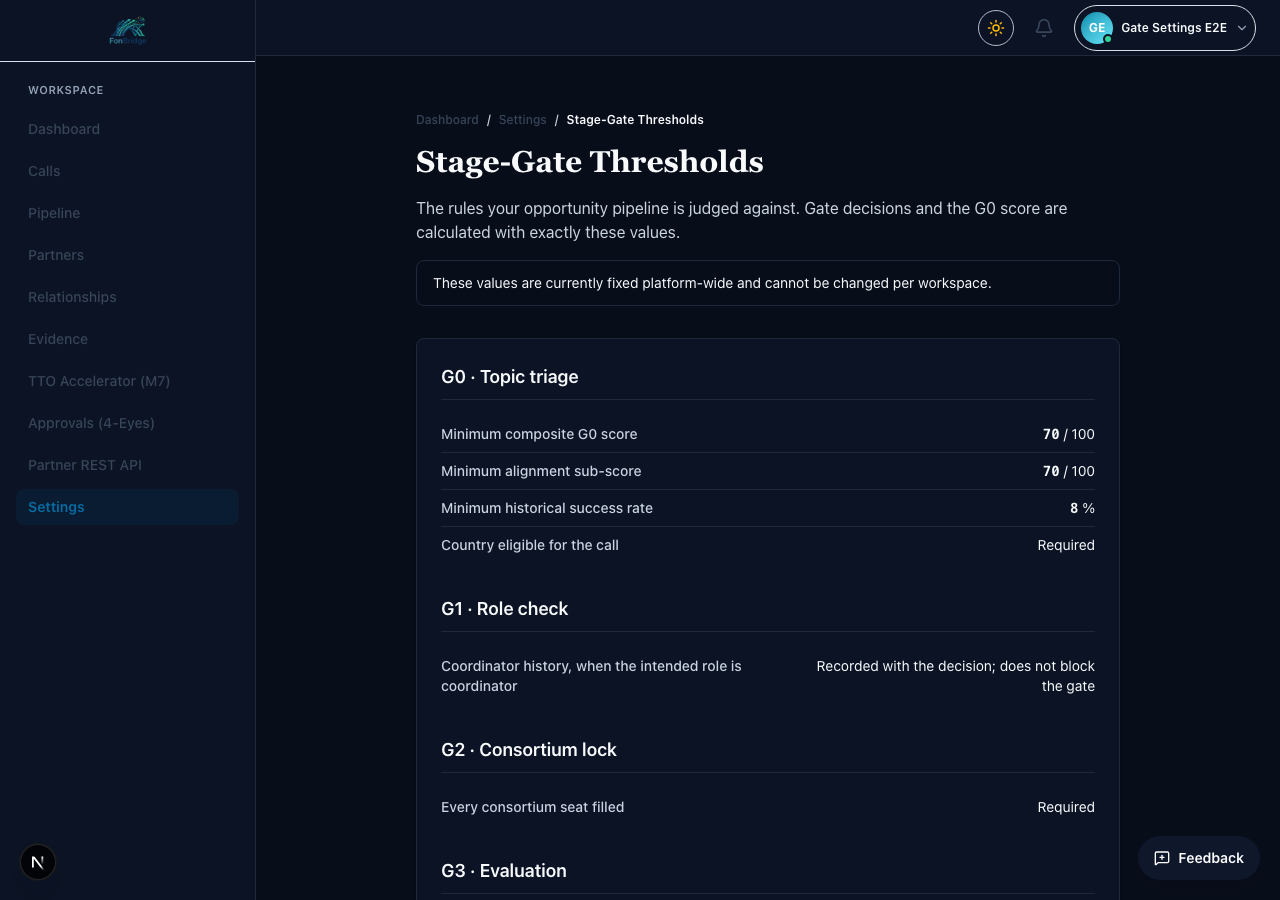 FonBridge
GE
Gate Settings E2E
WORKSPACE
Dashboard
Calls
Pipeline
Partners
Relationships
Evidence
TTO Accelerator (M7)
Approvals (4-Eyes)
Partner REST API
Settings
Dashboard / Settings / Stage-Gate Thresholds
Stage-Gate Thresholds
The rules your opportunity pipeline is judged against. Gate decisions and the G0 score are
calculated with exactly these values.
These values are currently fixed platform-wide and cannot be changed per workspace.
G0 · Topic triage
Minimum composite G0 score 70 / 100
Minimum alignment sub-score 70 / 100
Minimum historical success rate 8 %
Country eligible for the call Required
G1 · Role check
Coordinator history, when the intended role is
coordinator
Recorded with the decision; does not block
the gate
G2 · Consortium lock
Every consortium seat filled Required
G3 · Evaluation
N
Feedback